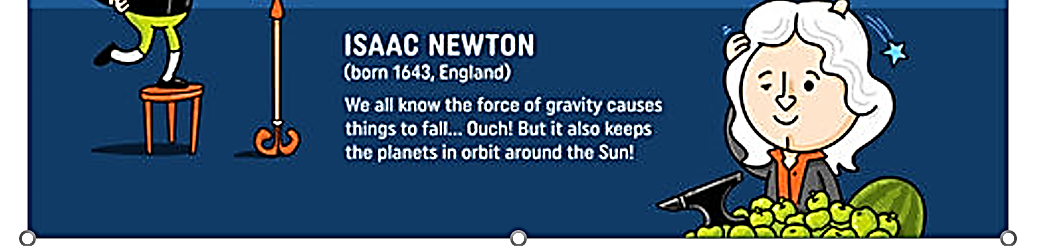 ISAAC NEWTON
(born 1643, England)
We all know the force of gravity causes
things to fall... Ouch! But it also keeps
the planets in orbit around the Sun!